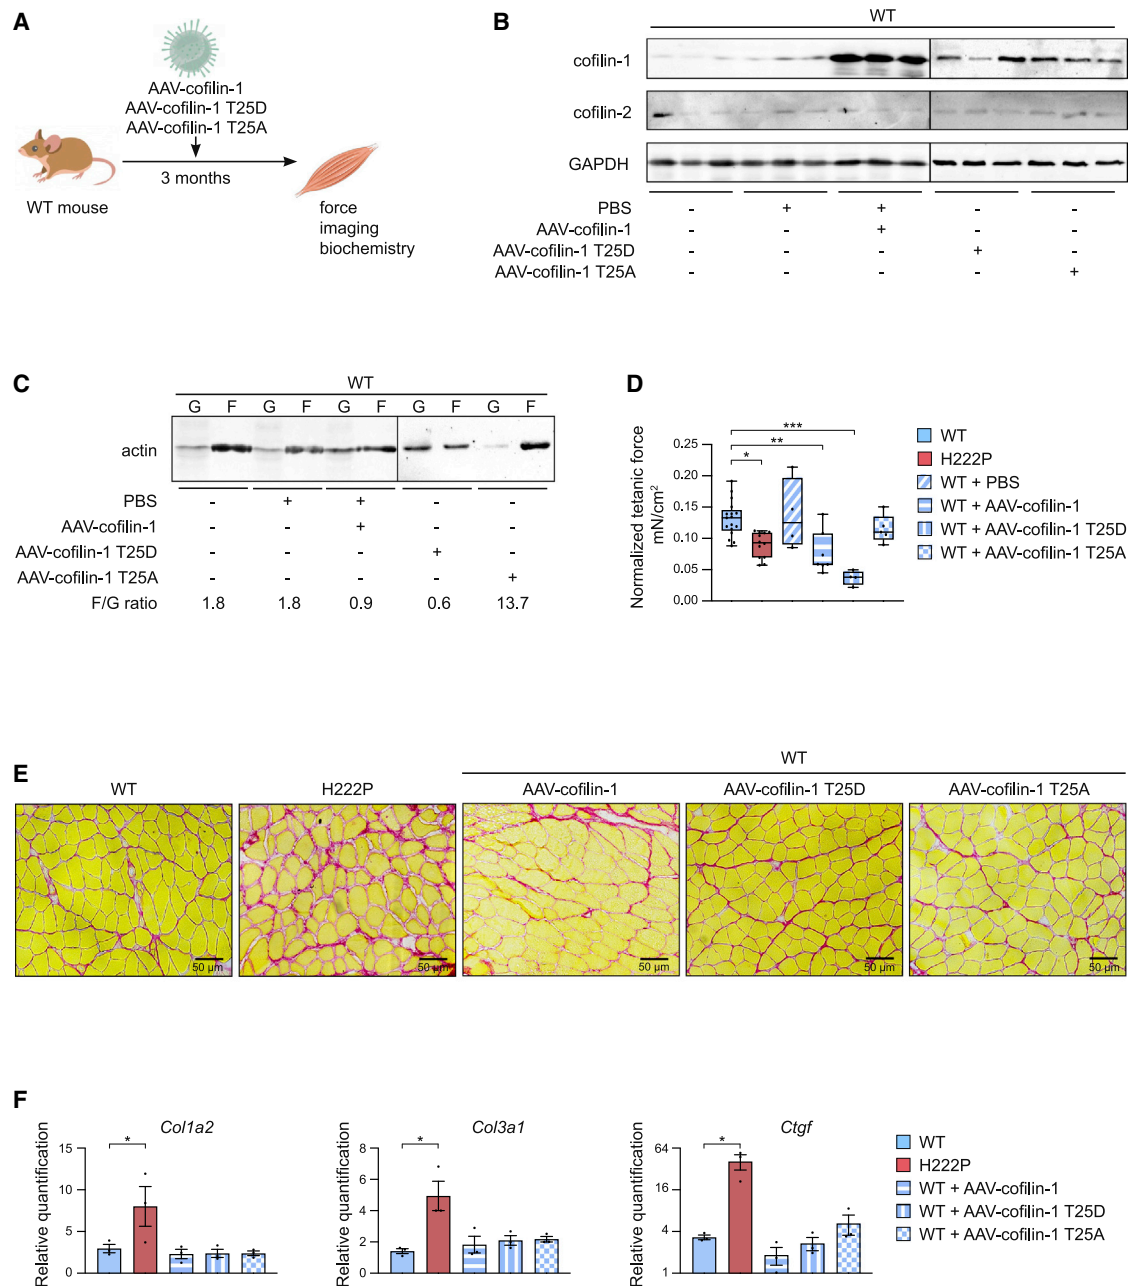 A
AAV-cofilin-1
AAV-cofilin-1 T25D
AAV-cofilin-1 T25A
3 months
WT mouse
force
imaging
biochemistry
B
WT
cofilin-1
cofilin-2
GAPDH
PBS - + + - -
AAV-cofilin-1 - - + - -
AAV-cofilin-1 T25D - - - + -
AAV-cofilin-1 T25A - - - - +
C
WT
G F G F G F G F G F
actin
PBS - + + - -
AAV-cofilin-1 - - + - -
AAV-cofilin-1 T25D - - - + -
AAV-cofilin-1 T25A - - - - +
F/G ratio 1.8 1.8 0.9 0.6 13.7
D
Normalized tetanic force
mN/cm²
0.25
0.20
0.15
0.10
0.05
0.00
***
**
*
WT
H222P
WT + PBS
WT + AAV-cofilin-1
WT + AAV-cofilin-1 T25D
WT + AAV-cofilin-1 T25A
E
WT
WT H222P AAV-cofilin-1 AAV-cofilin-1 T25D AAV-cofilin-1 T25A
50 µm 50 µm 50 µm 50 µm 50 µm
F
Col1a2
Relative quantification
15
10
5
0
*
Col3a1
Relative quantification
8
6
4
2
0
*
Ctgf
Relative quantification
64
16
4
1
*
WT
H222P
WT + AAV-cofilin-1
WT + AAV-cofilin-1 T25D
WT + AAV-cofilin-1 T25A